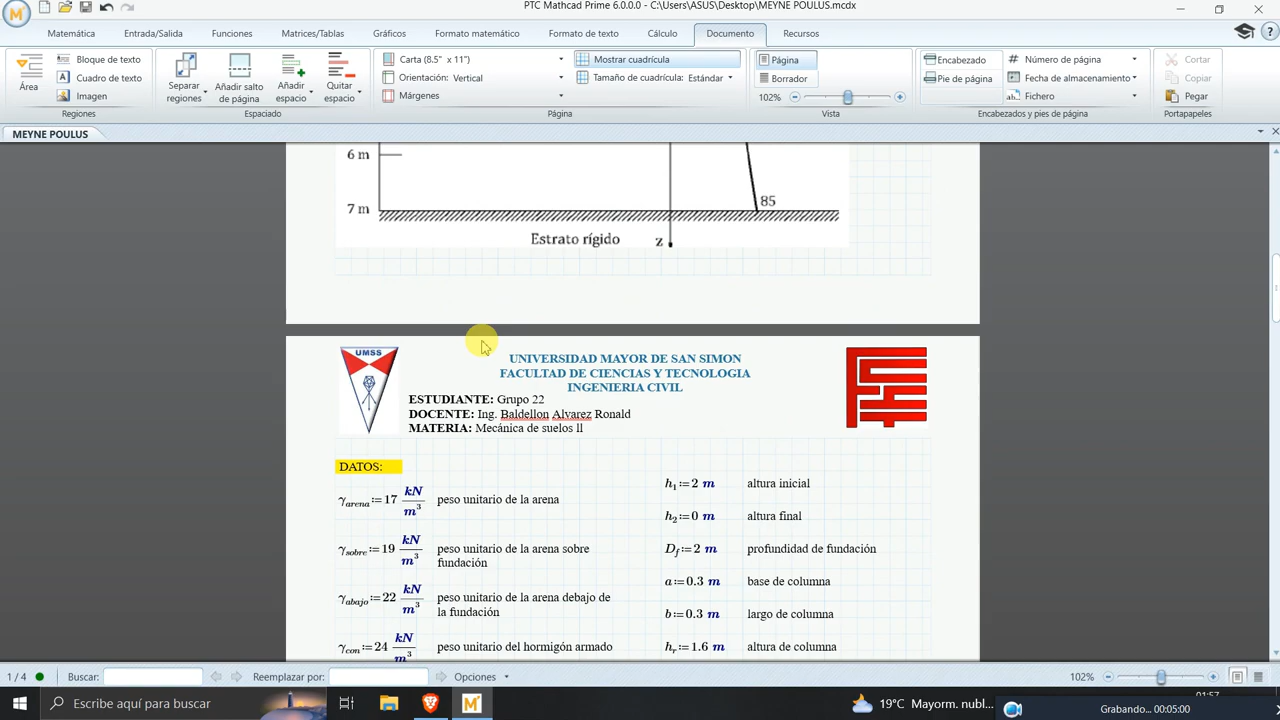 PTC Mathcad Prime 6.0.0.0 - C:\Users\ASUS\Desktop\MEYNE POULUS.mcdx
Matemática Entrada/Salida Funciones Matrices/Tablas Gráficos Formato matemático Formato de texto Cálculo Documento Recursos
Área
Bloque de texto
Cuadro de texto
Imagen
Regiones
Separar regiones
Añadir salto de página
Añadir espacio
Quitar espacio
Espaciado
Carta (8.5" x 11")
Orientación: Vertical
Márgenes
Mostrar cuadrícula
Tamaño de cuadrícula: Estándar
Página
Página
Borrador
102%
Vista
Encabezado
Pie de página
Número de página
Fecha de almacenamiento
Fichero
Encabezados y pies de página
Cortar
Copiar
Pegar
Portapapeles
MEYNE POULUS
6 m
7 m
85
Estrato rígido
z
UMSS
UNIVERSIDAD MAYOR DE SAN SIMON
FACULTAD DE CIENCIAS Y TECNOLOGIA
INGENIERIA CIVIL
ESTUDIANTE: Grupo 22
DOCENTE: Ing. Baldellon Alvarez Ronald
MATERIA: Mecánica de suelos ll
DATOS:
γarena:=17 kN/m³ peso unitario de la arena
γsobre:=19 kN/m³ peso unitario de la arena sobre
fundación
γabajo:=22 kN/m³ peso unitario de la arena debajo de
la fundación
γcon:=24 kN/m³ peso unitario del hormigón armado
h₁:=2 m altura inicial
h₂:=0 m altura final
Df:=2 m profundidad de fundación
a:=0.3 m base de columna
b:=0.3 m largo de columna
hr:=1.6 m altura de columna
1 / 4 Buscar: Reemplazar por: Opciones 102%
Escribe aquí para buscar
19°C Mayorm. nubl...
01:57
Grabando... 00:05:00